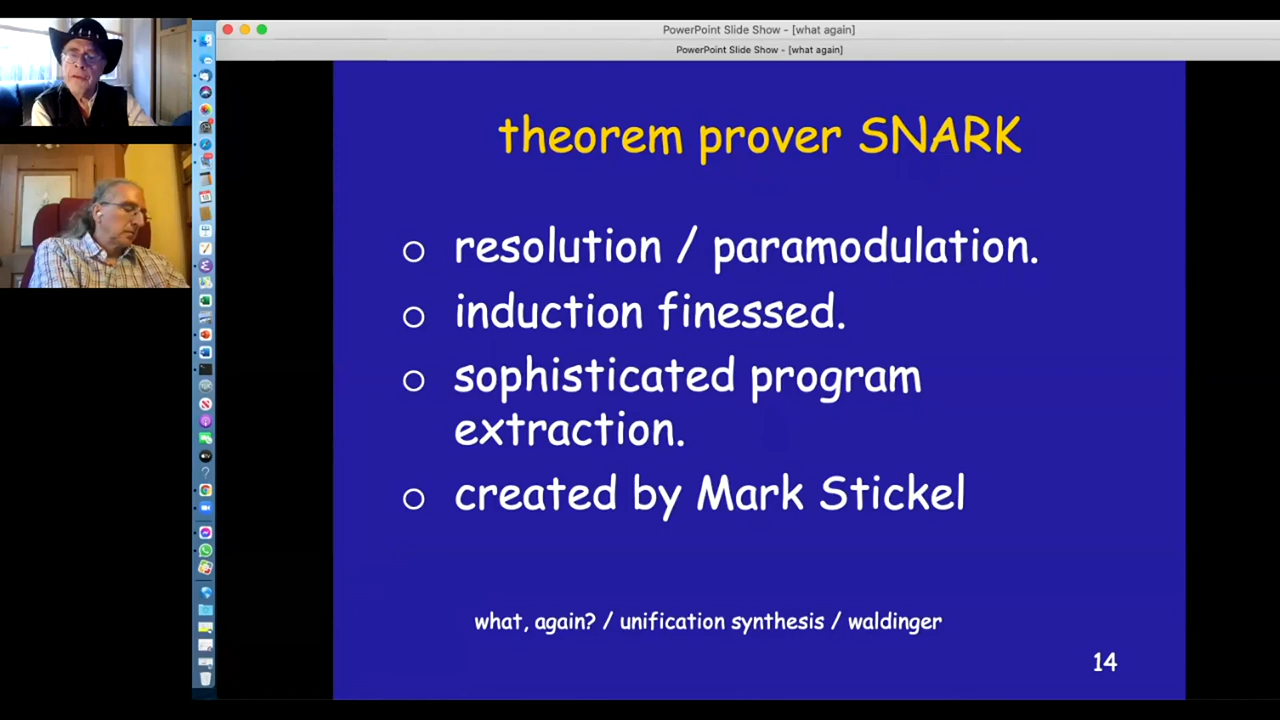 PowerPoint Slide Show - [what again]
PowerPoint Slide Show - [what again]
theorem prover SNARK
o resolution / paramodulation.
o induction finessed.
o sophisticated program
extraction.
o created by Mark Stickel
what, again? / unification synthesis / waldinger
14